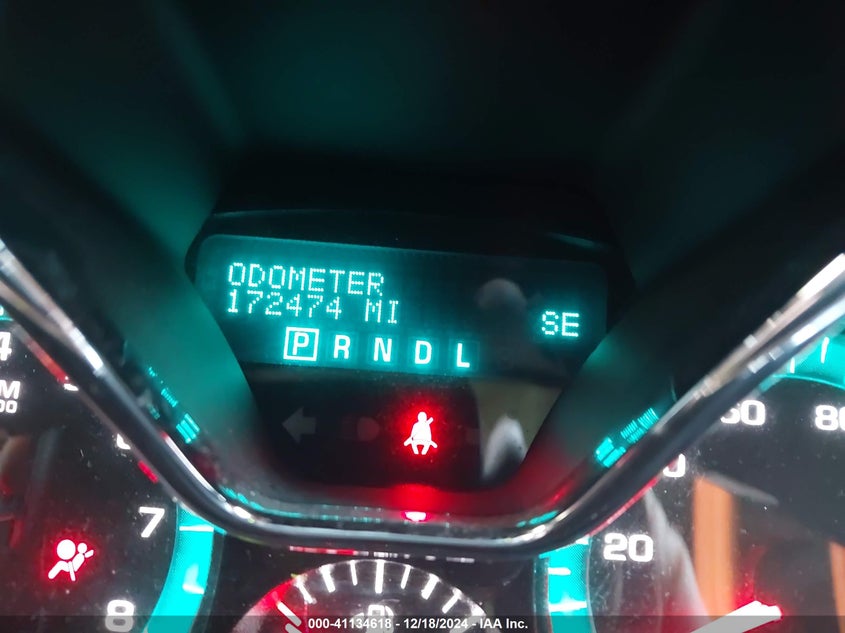 ODOMETER
172474 MI
SE
P R N D L
4
7
8
20
60
80
000-41134618 - 12/18/2024 - IAA Inc.